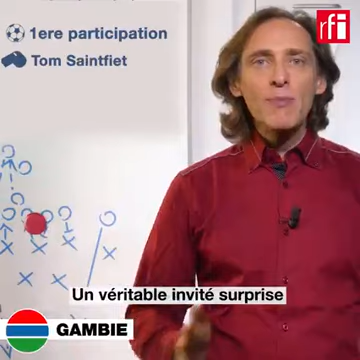 1ere participation
rfi
Tom Saintfiet
Un véritable invité surprise
GAMBIE